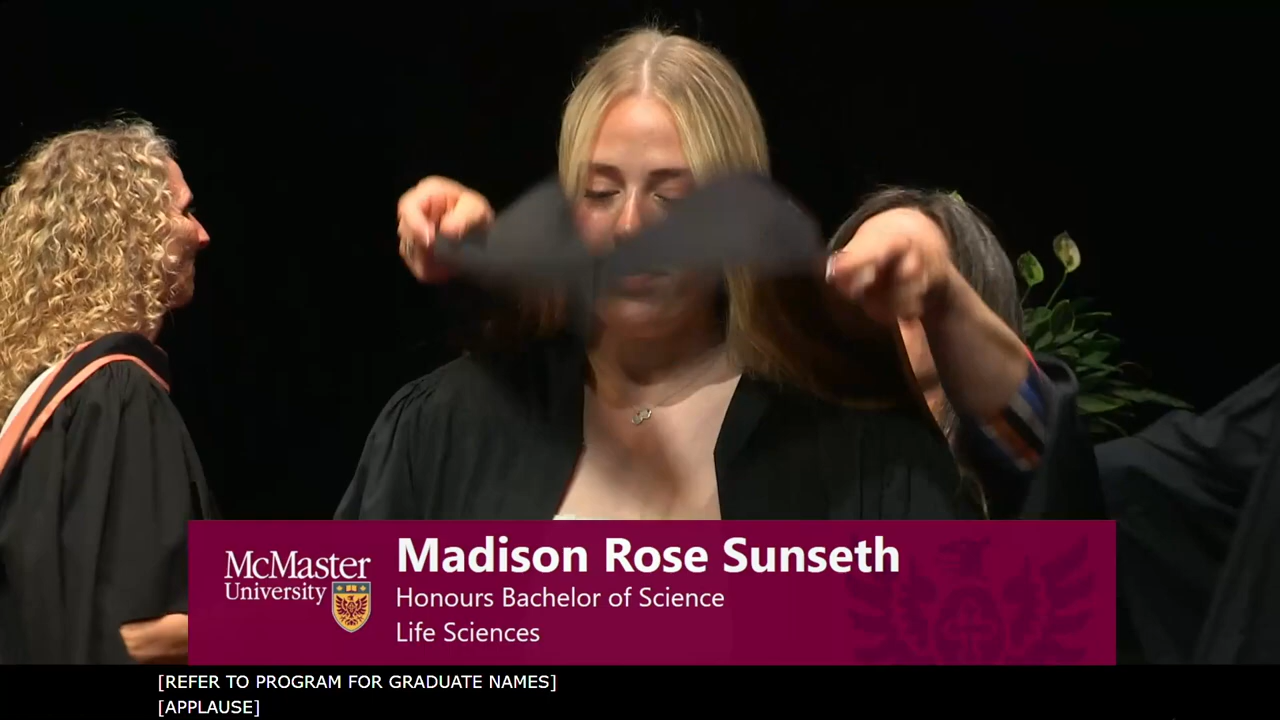 McMaster
University
Madison Rose Sunseth
Honours Bachelor of Science
Life Sciences
[REFER TO PROGRAM FOR GRADUATE NAMES]
[APPLAUSE]